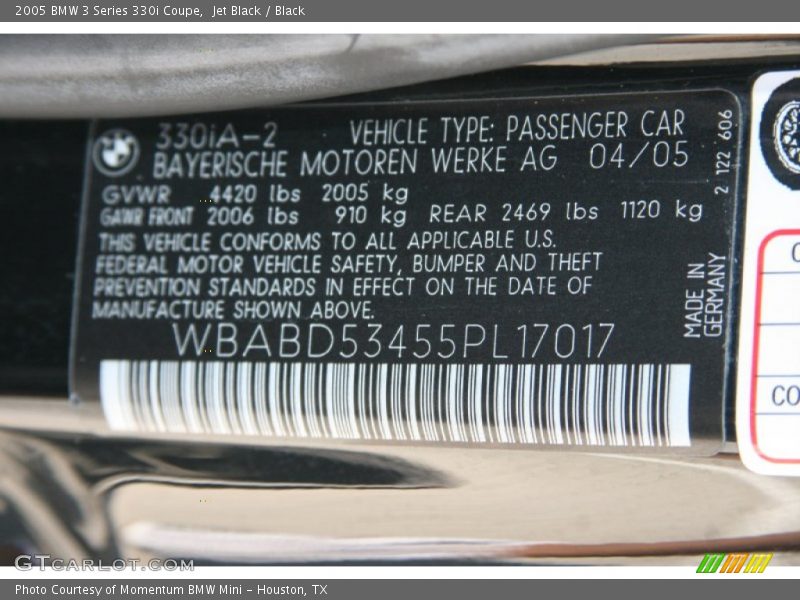 2005 BMW 3 Series 330i Coupe,  Jet Black / Black
330iA-2 VEHICLE TYPE: PASSENGER CAR
BAYERISCHE MOTOREN WERKE AG 04/05
GVWR 4420 lbs 2005 kg
GAWR FRONT 2006 lbs 910 kg REAR 2469 lbs 1120 kg
THIS VEHICLE CONFORMS TO ALL APPLICABLE U.S.
FEDERAL MOTOR VEHICLE SAFETY, BUMPER AND THEFT
PREVENTION STANDARDS IN EFFECT ON THE DATE OF
MANUFACTURE SHOWN ABOVE.
WBABD53455PL17017
2 122 606
MADE IN
GERMANY
CO
GTCARLOT.COM
Photo Courtesy of Momentum BMW Mini - Houston, TX